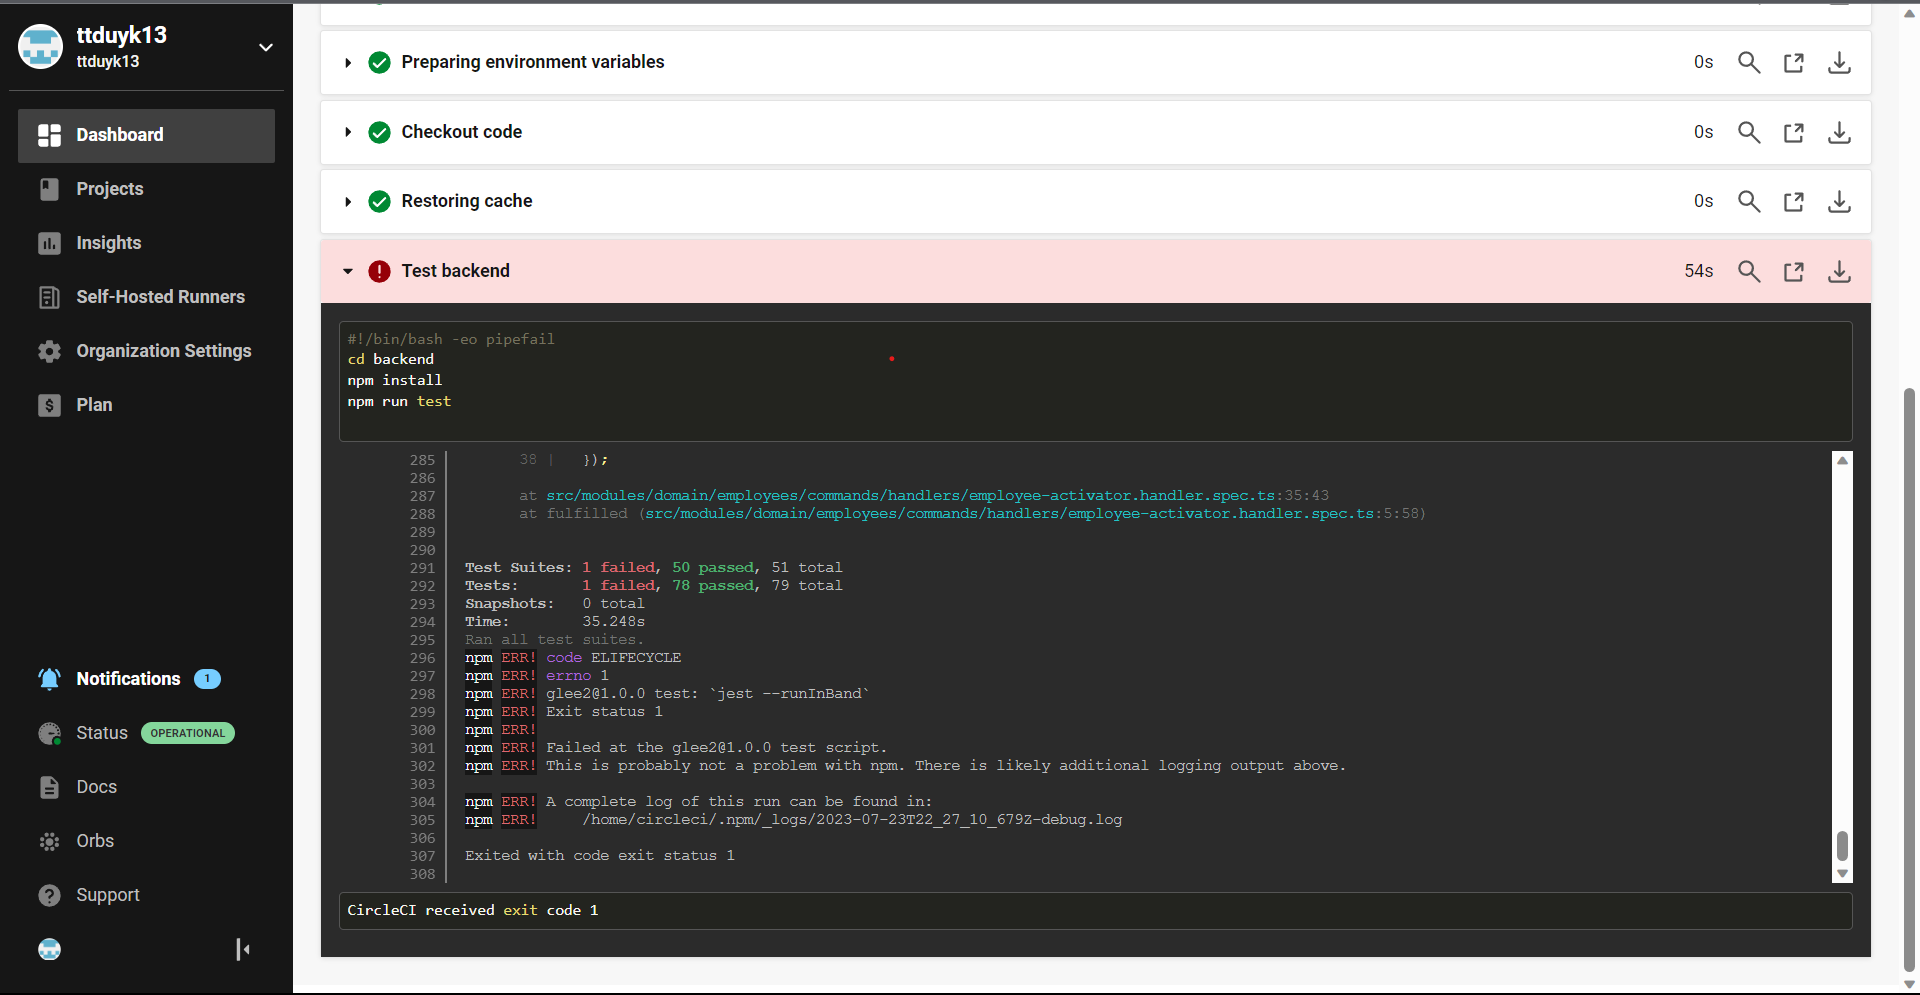 ttduyk13
ttduyk13
Dashboard
Projects
Insights
Self-Hosted Runners
Organization Settings
Plan
Notifications 1
Status OPERATIONAL
Docs
Orbs
Support
Preparing environment variables 0s
Checkout code 0s
Restoring cache 0s
Test backend 54s
#!/bin/bash -eo pipefail
cd backend
npm install
npm run test
285 38 | });
286
287 at src/modules/domain/employees/commands/handlers/employee-activator.handler.spec.ts:35:43
288 at fulfilled (src/modules/domain/employees/commands/handlers/employee-activator.handler.spec.ts:5:58)
289
290
291 Test Suites: 1 failed, 50 passed, 51 total
292 Tests: 1 failed, 78 passed, 79 total
293 Snapshots: 0 total
294 Time: 35.248s
295 Ran all test suites.
296 npm ERR! code ELIFECYCLE
297 npm ERR! errno 1
298 npm ERR! glee2@1.0.0 test: `jest --runInBand`
299 npm ERR! Exit status 1
300 npm ERR!
301 npm ERR! Failed at the glee2@1.0.0 test script.
302 npm ERR! This is probably not a problem with npm. There is likely additional logging output above.
303
304 npm ERR! A complete log of this run can be found in:
305 npm ERR! /home/circleci/.npm/_logs/2023-07-23T22_27_10_679Z-debug.log
306
307 Exited with code exit status 1
308
CircleCI received exit code 1